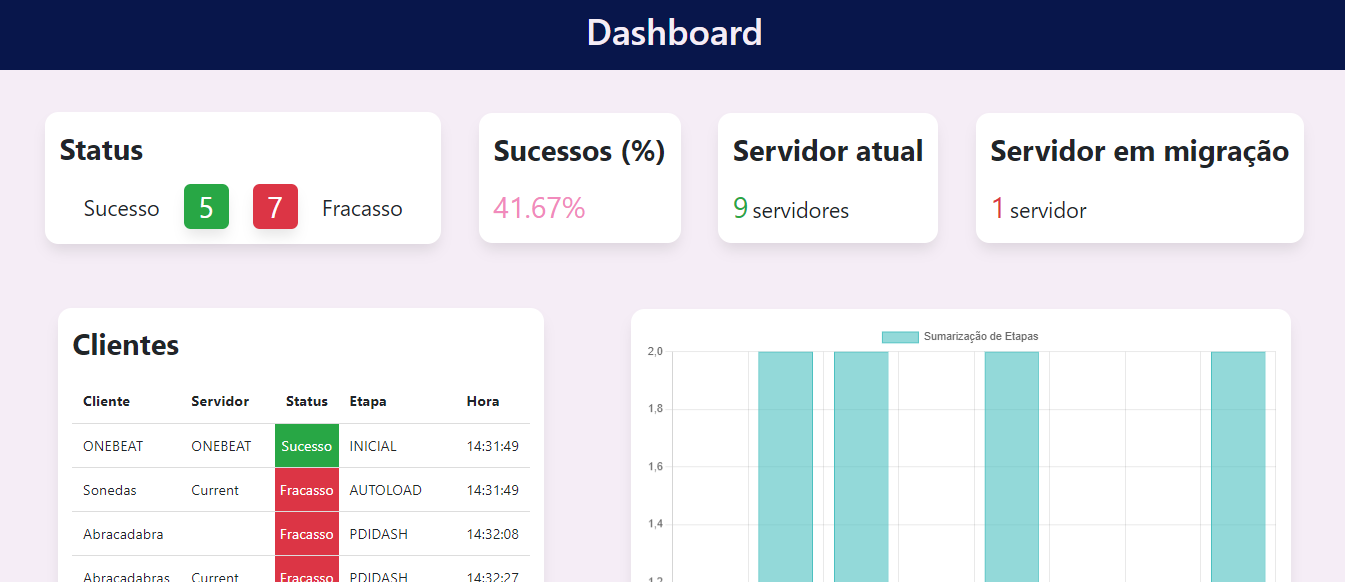 Dashboard
Status
Sucesso 5 7 Fracasso
Sucessos (%)
41.67%
Servidor atual
9 servidores
Servidor em migração
1 servidor
Clientes
Cliente Servidor Status Etapa Hora
ONEBEAT ONEBEAT Sucesso INICIAL 14:31:49
Sonedas Current Fracasso AUTOLOAD 14:31:49
Abracadabra Fracasso PDIDASH 14:32:08
Abracadabras Current Fracasso PDIDASH 14:32:27
Sumarização de Etapas
2,0
1,8
1,6
1,4
1,2